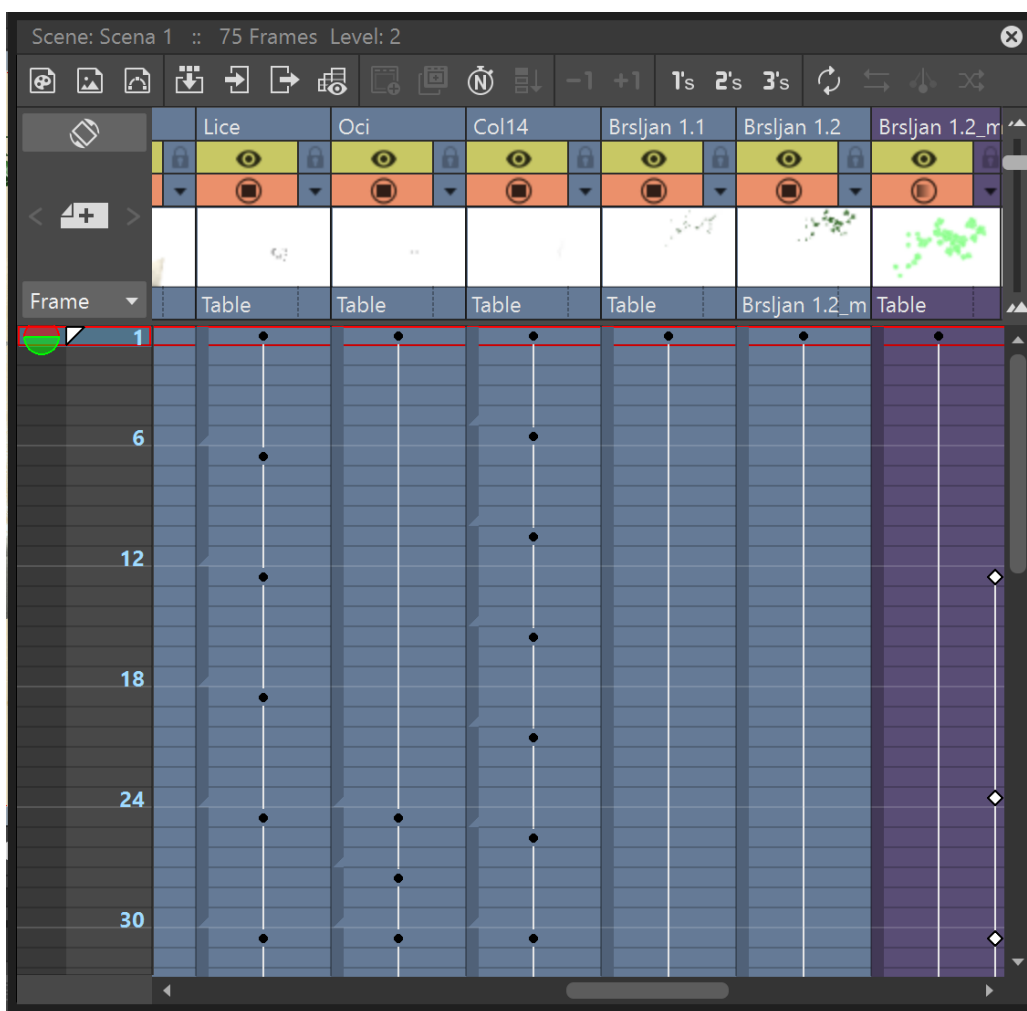 Scene: Scena 1 :: 75 Frames Level: 2
-1 +1 1's 2's 3's
Lice Oci Col14 Brsljan 1.1 Brsljan 1.2 Brsljan 1.2_m
Frame Table Table Table Table Brsljan 1.2_m Table
1
6
12
18
24
30